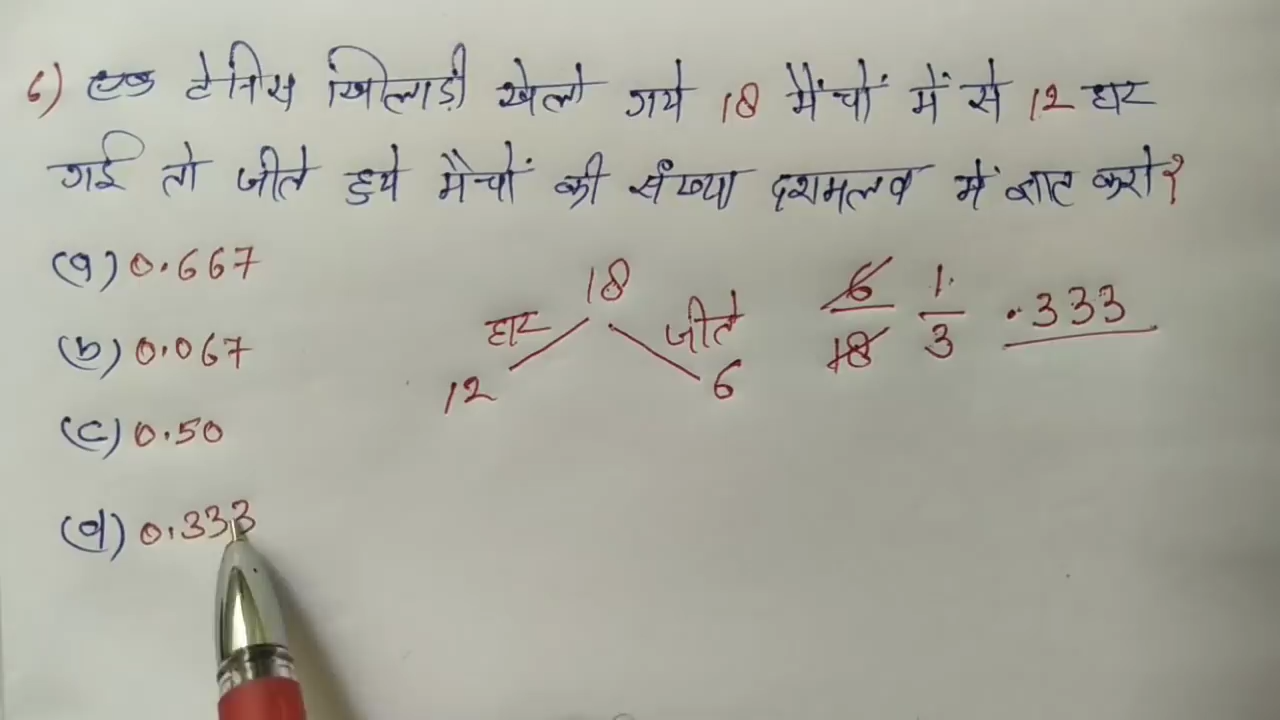 6) एक टेनिस खिलाड़ी खेले गये 18 मैंचों में से 12 हार
गई तो जीते हुये मैचों की संख्या दशमलव में ज्ञात करो?
(a) 0.667
(b) 0.067
(c) 0.50
(d) 0.333
18
हार जीते
12 6
6/18 1/3 .333